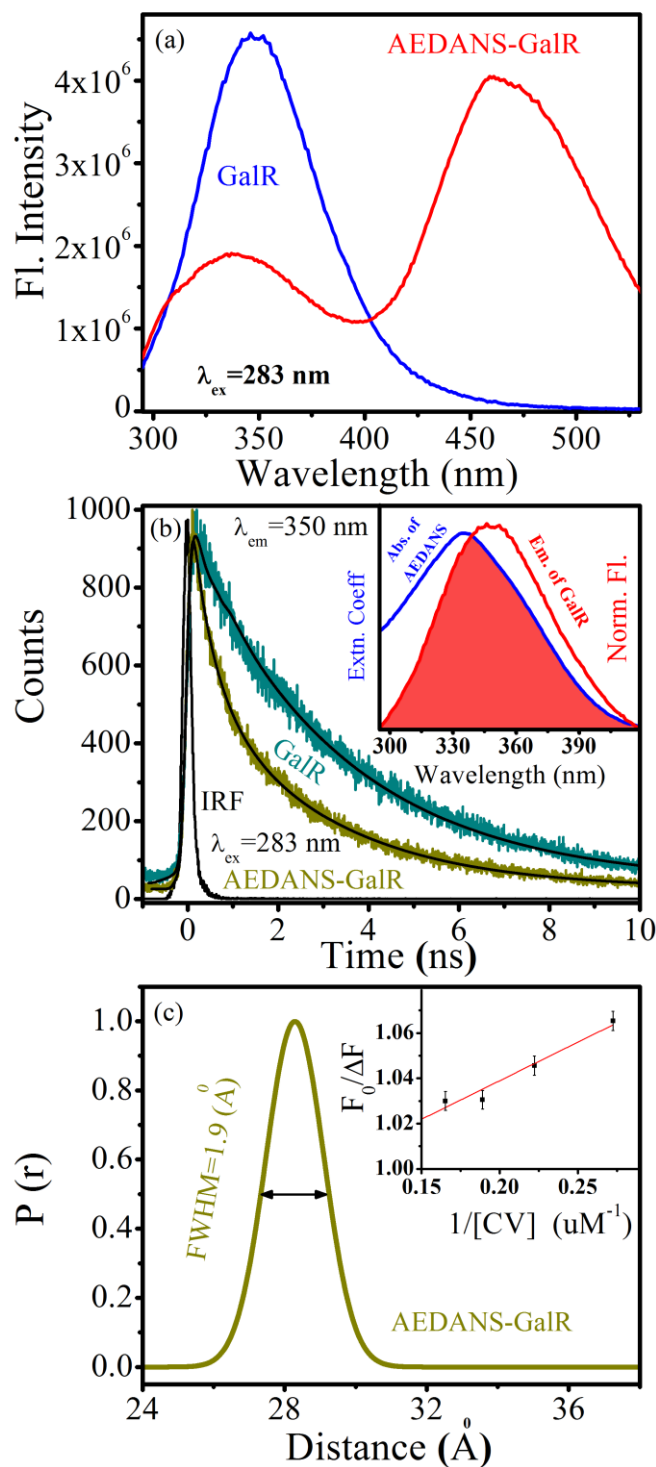 (a)
AEDANS-GalR
GalR
λex=283 nm
4x10^6
3x10^6
2x10^6
1x10^6
0
Fl. Intensity
300 350 400 450 500
Wavelength (nm)
(b)
λem=350 nm
GalR
IRF
λex=283 nm
AEDANS-GalR
1000
800
600
400
200
0
Counts
0 2 4 6 8 10
Time (ns)
Abs. of
AEDANS
Em. of GalR
Extn. Coeff
Norm. Fl.
300 330 360 390
Wavelength (nm)
(c)
FWHM=1.9 (Å)
AEDANS-GalR
1.0
0.8
0.6
0.4
0.2
0.0
P (r)
24 28 32 36
Distance (Å)
1.06
1.04
1.02
1.00
F0/ΔF
0.15 0.20 0.25
1/[CV] (uM^-1)